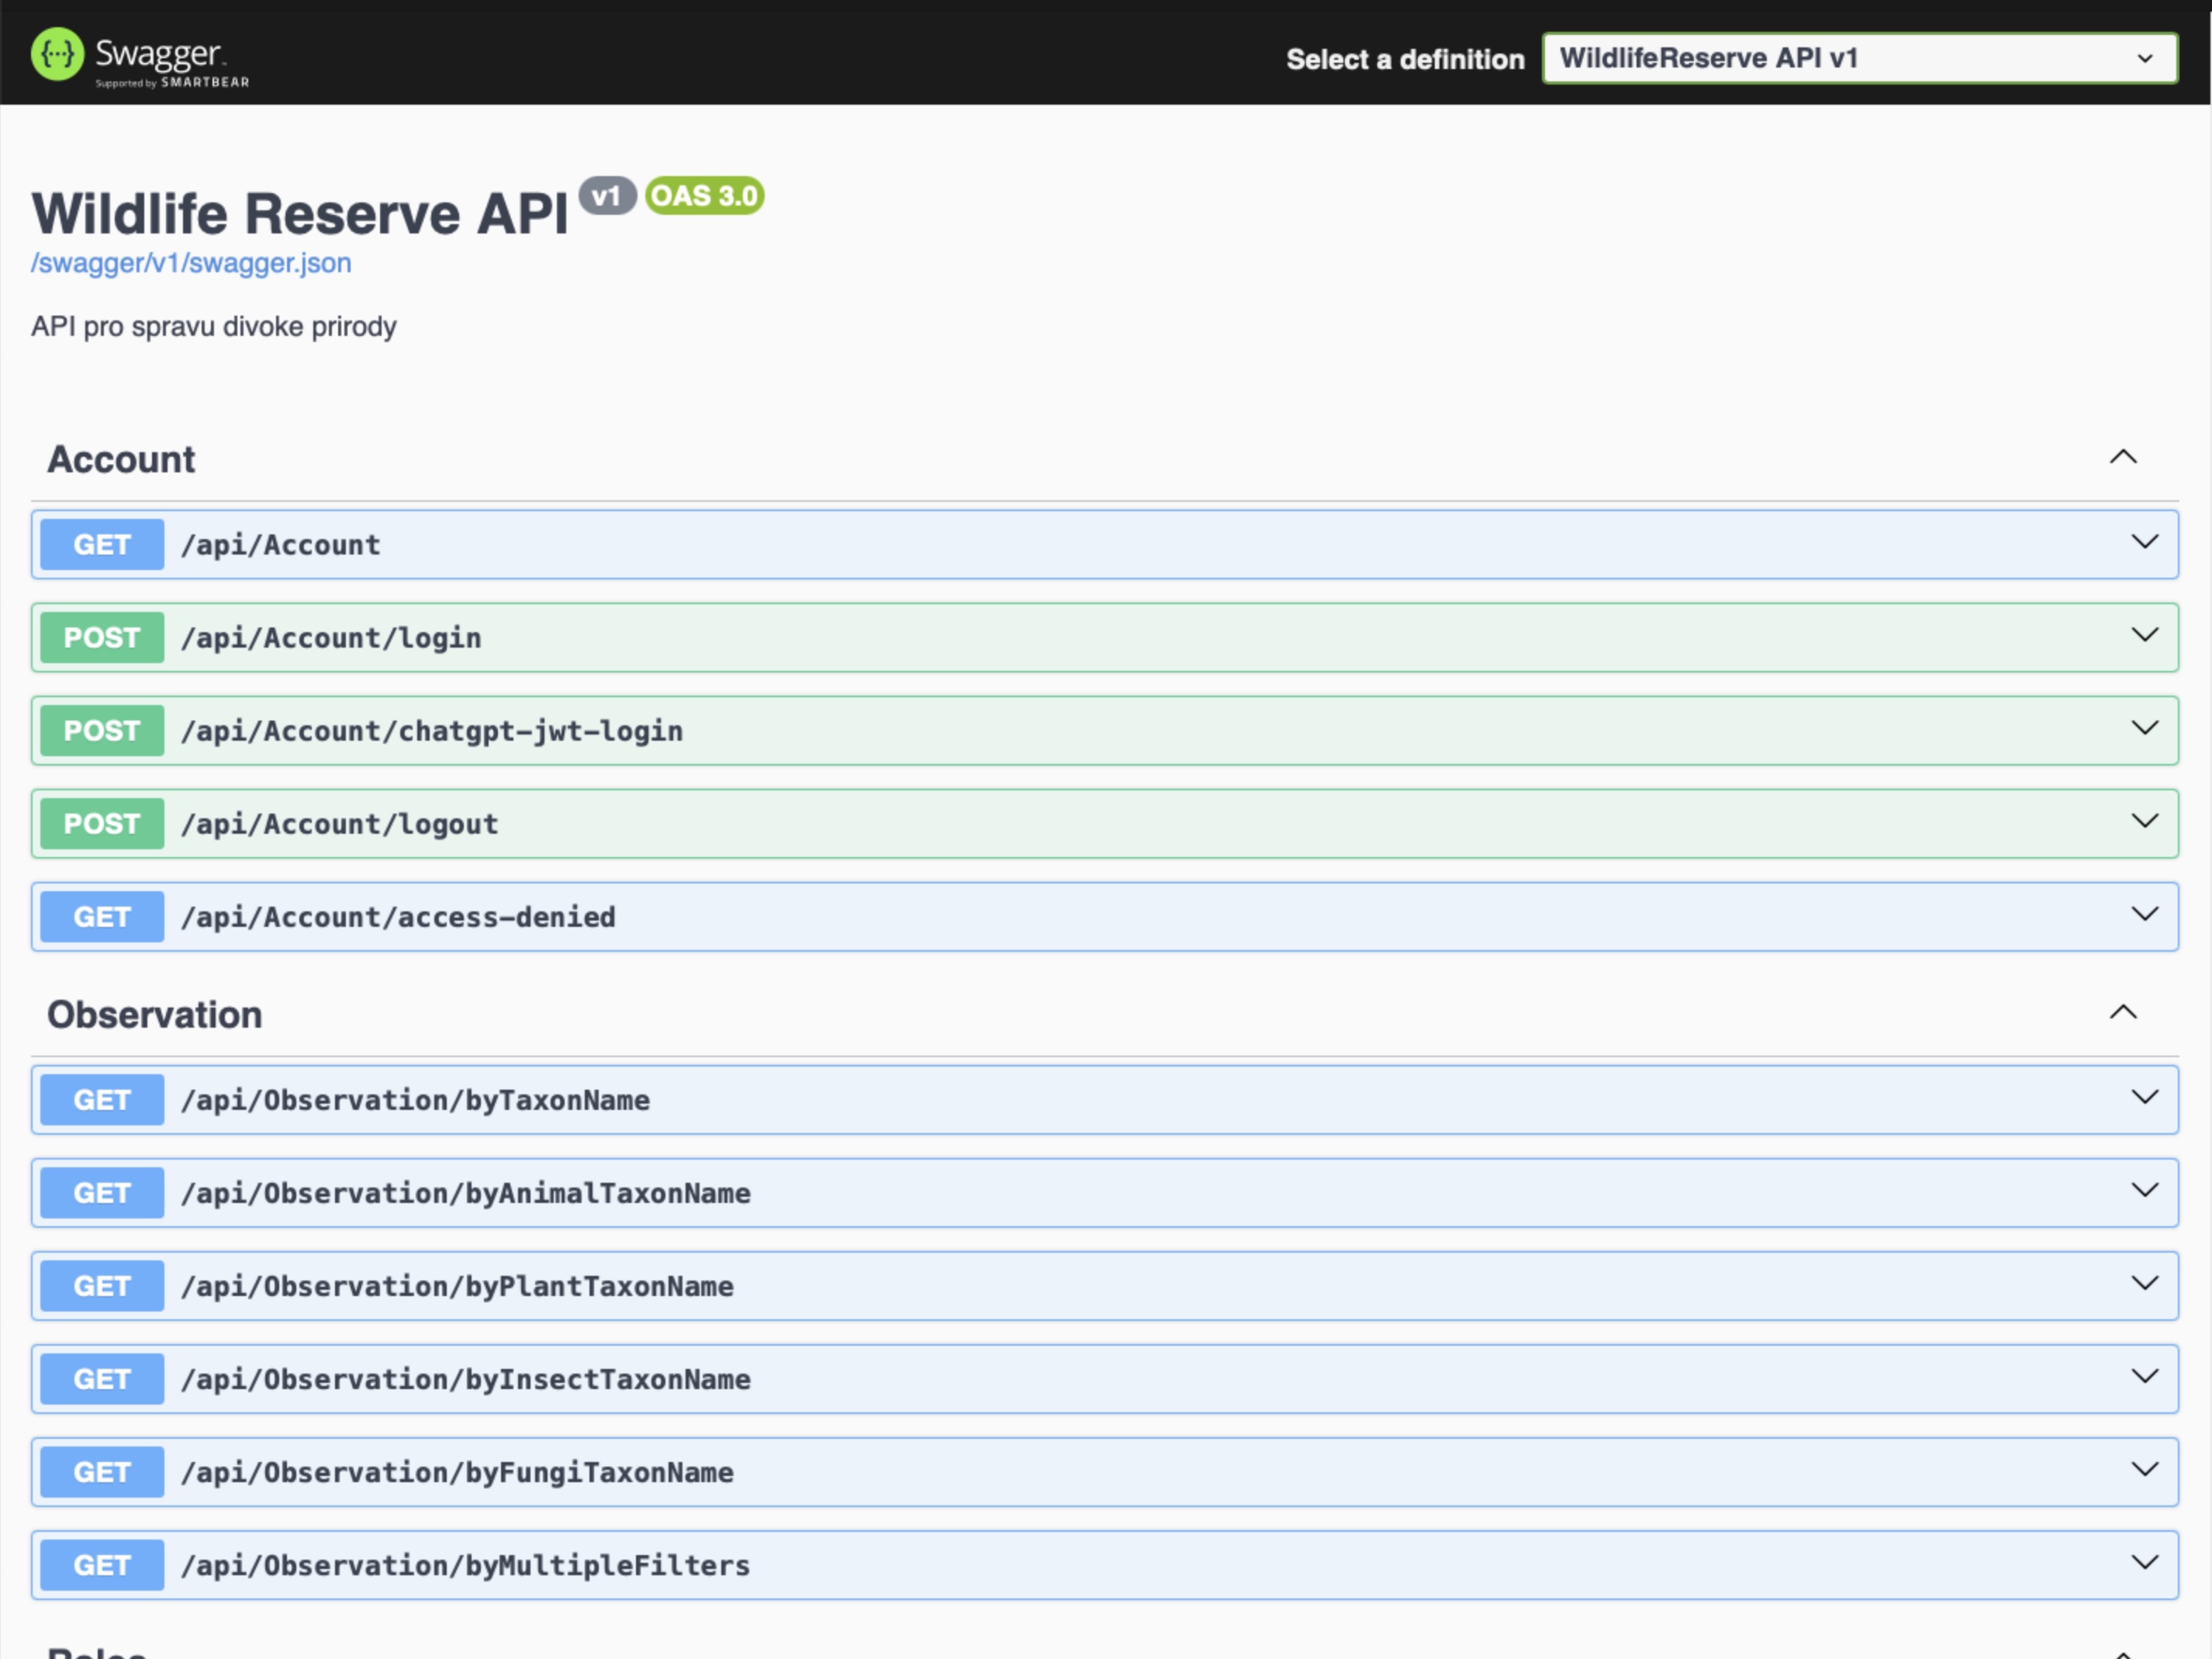 Swagger
Supported by SMARTBEAR
Select a definition
WildlifeReserve API v1
Wildlife Reserve API v1 OAS 3.0
/swagger/v1/swagger.json
API pro spravu divoke prirody
Account
GET /api/Account
POST /api/Account/login
POST /api/Account/chatgpt-jwt-login
POST /api/Account/logout
GET /api/Account/access-denied
Observation
GET /api/Observation/byTaxonName
GET /api/Observation/byAnimalTaxonName
GET /api/Observation/byPlantTaxonName
GET /api/Observation/byInsectTaxonName
GET /api/Observation/byFungiTaxonName
GET /api/Observation/byMultipleFilters